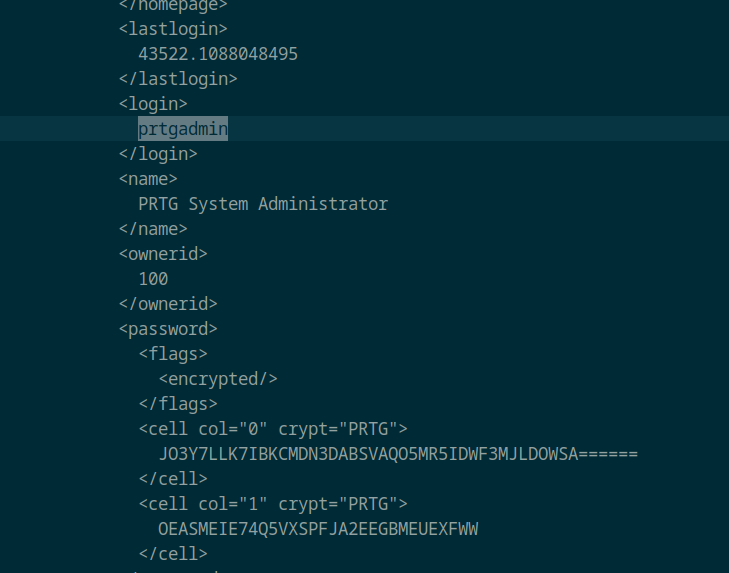 </homepage>
<lastlogin>
43522.1088048495
</lastlogin>
<login>
prtgadmin
</login>
<name>
PRTG System Administrator
</name>
<ownerid>
100
</ownerid>
<password>
<flags>
<encrypted/>
</flags>
<cell col="0" crypt="PRTG">
JO3Y7LLK7IBKCMDN3DABSVAQO5MR5IDWF3MJLDOWSA======
</cell>
<cell col="1" crypt="PRTG">
OEASMEIE74Q5VXSPFJA2EEGBMEUEXFWW
</cell>